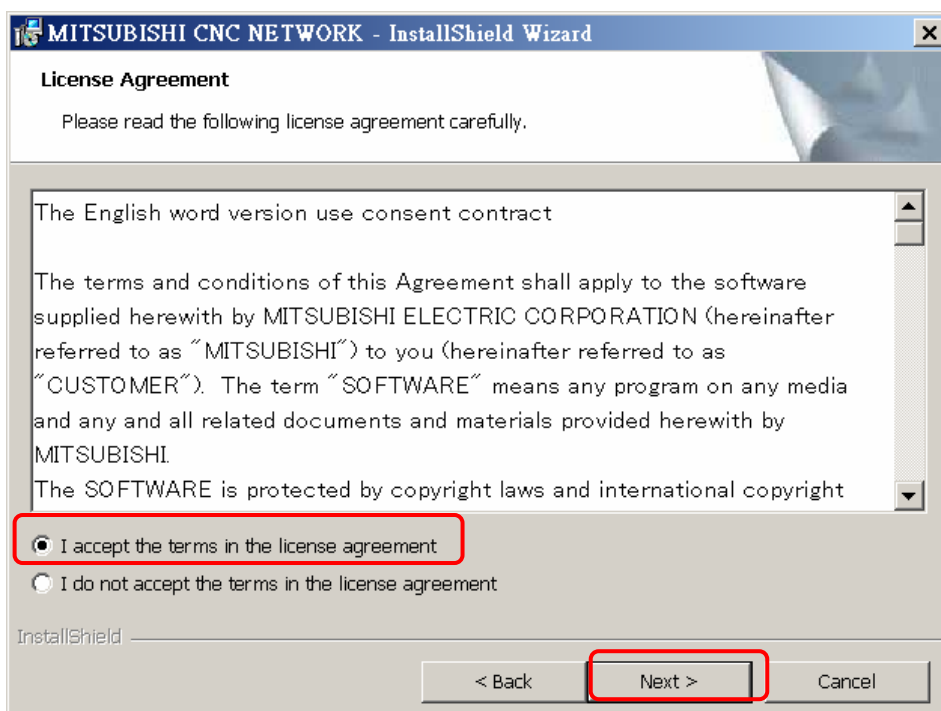 MITSUBISHI CNC NETWORK - InstallShield Wizard
License Agreement
Please read the following license agreement carefully.
The English word version use consent contract
The terms and conditions of this Agreement shall apply to the software
supplied herewith by MITSUBISHI ELECTRIC CORPORATION (hereinafter
referred to as "MITSUBISHI") to you (hereinafter referred to as
"CUSTOMER"). The term "SOFTWARE" means any program on any media
and any and all related documents and materials provided herewith by
MITSUBISHI.
The SOFTWARE is protected by copyright laws and international copyright
I accept the terms in the license agreement
I do not accept the terms in the license agreement
InstallShield
< Back Next > Cancel